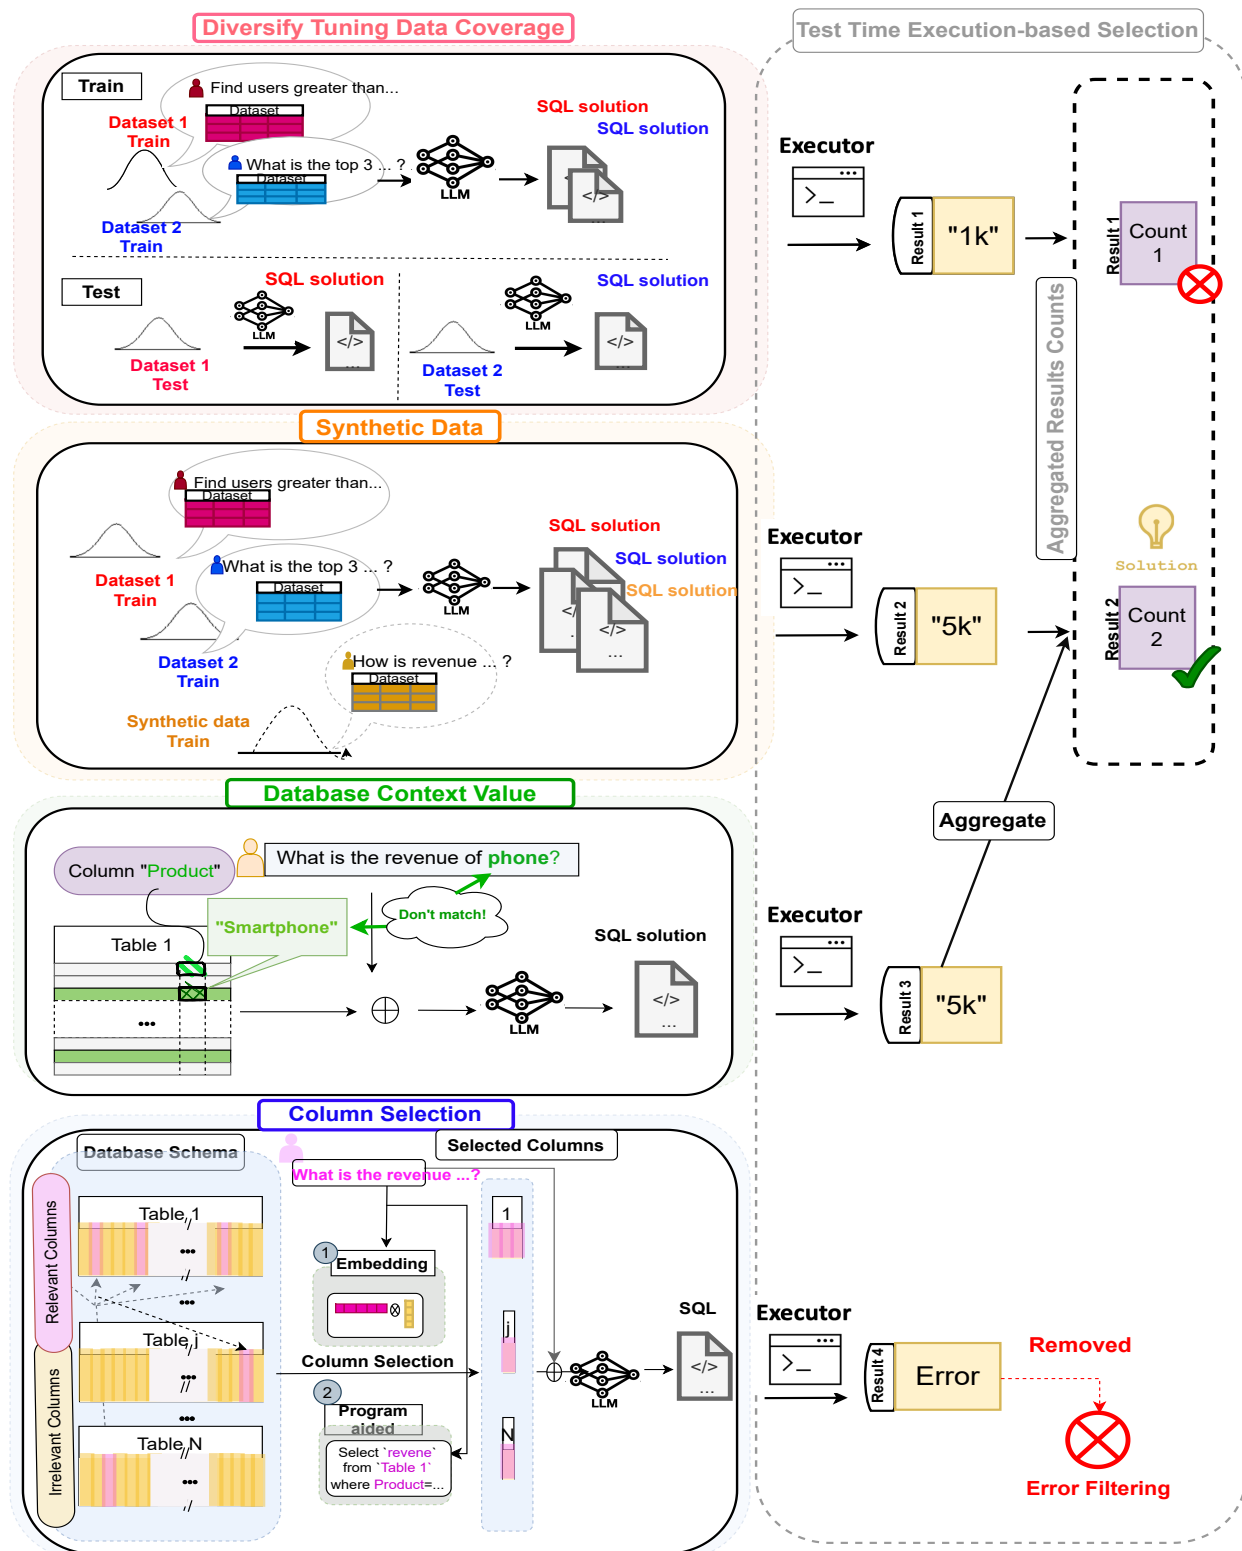 Diversify Tuning Data Coverage
Train
Find users greater than...
Dataset
Dataset 1
Train
What is the top 3 ... ?
Dataset
Dataset 2
Train
LLM
SQL solution
SQL solution
</>
</>
...
Test
Dataset 1
Test
LLM
SQL solution
</>
...
Dataset 2
Test
LLM
SQL solution
</>
...
Synthetic Data
Find users greater than...
Dataset
Dataset 1
Train
What is the top 3 ... ?
Dataset
Dataset 2
Train
How is revenue ... ?
Dataset
Synthetic data
Train
LLM
SQL solution
SQL solution
SQL solution
</>
</>
...
</>
...
Database Context Value
Column "Product"
What is the revenue of phone?
Don't match!
"Smartphone"
Table 1
...
LLM
SQL solution
</>
...
Column Selection
Database Schema
Relevant Columns
Irrelevant Columns
Table 1
...
...
Table j
...
...
Table N
...
What is the revenue ...?
1
Embedding
Column Selection
2
Program
aided
Select `revene`
from `Table 1`
where Product=...
Selected Columns
1
j
N
LLM
SQL
</>
...
Test Time Execution-based Selection
Executor
>_
Result 1
"1k"
Result 1
Count
1
Aggregated Results Counts
Executor
>_
Result 2
"5k"
Solution
Result 2
Count
2
Aggregate
Executor
>_
Result 3
"5k"
Executor
>_
Result 4
Error
Removed
Error Filtering